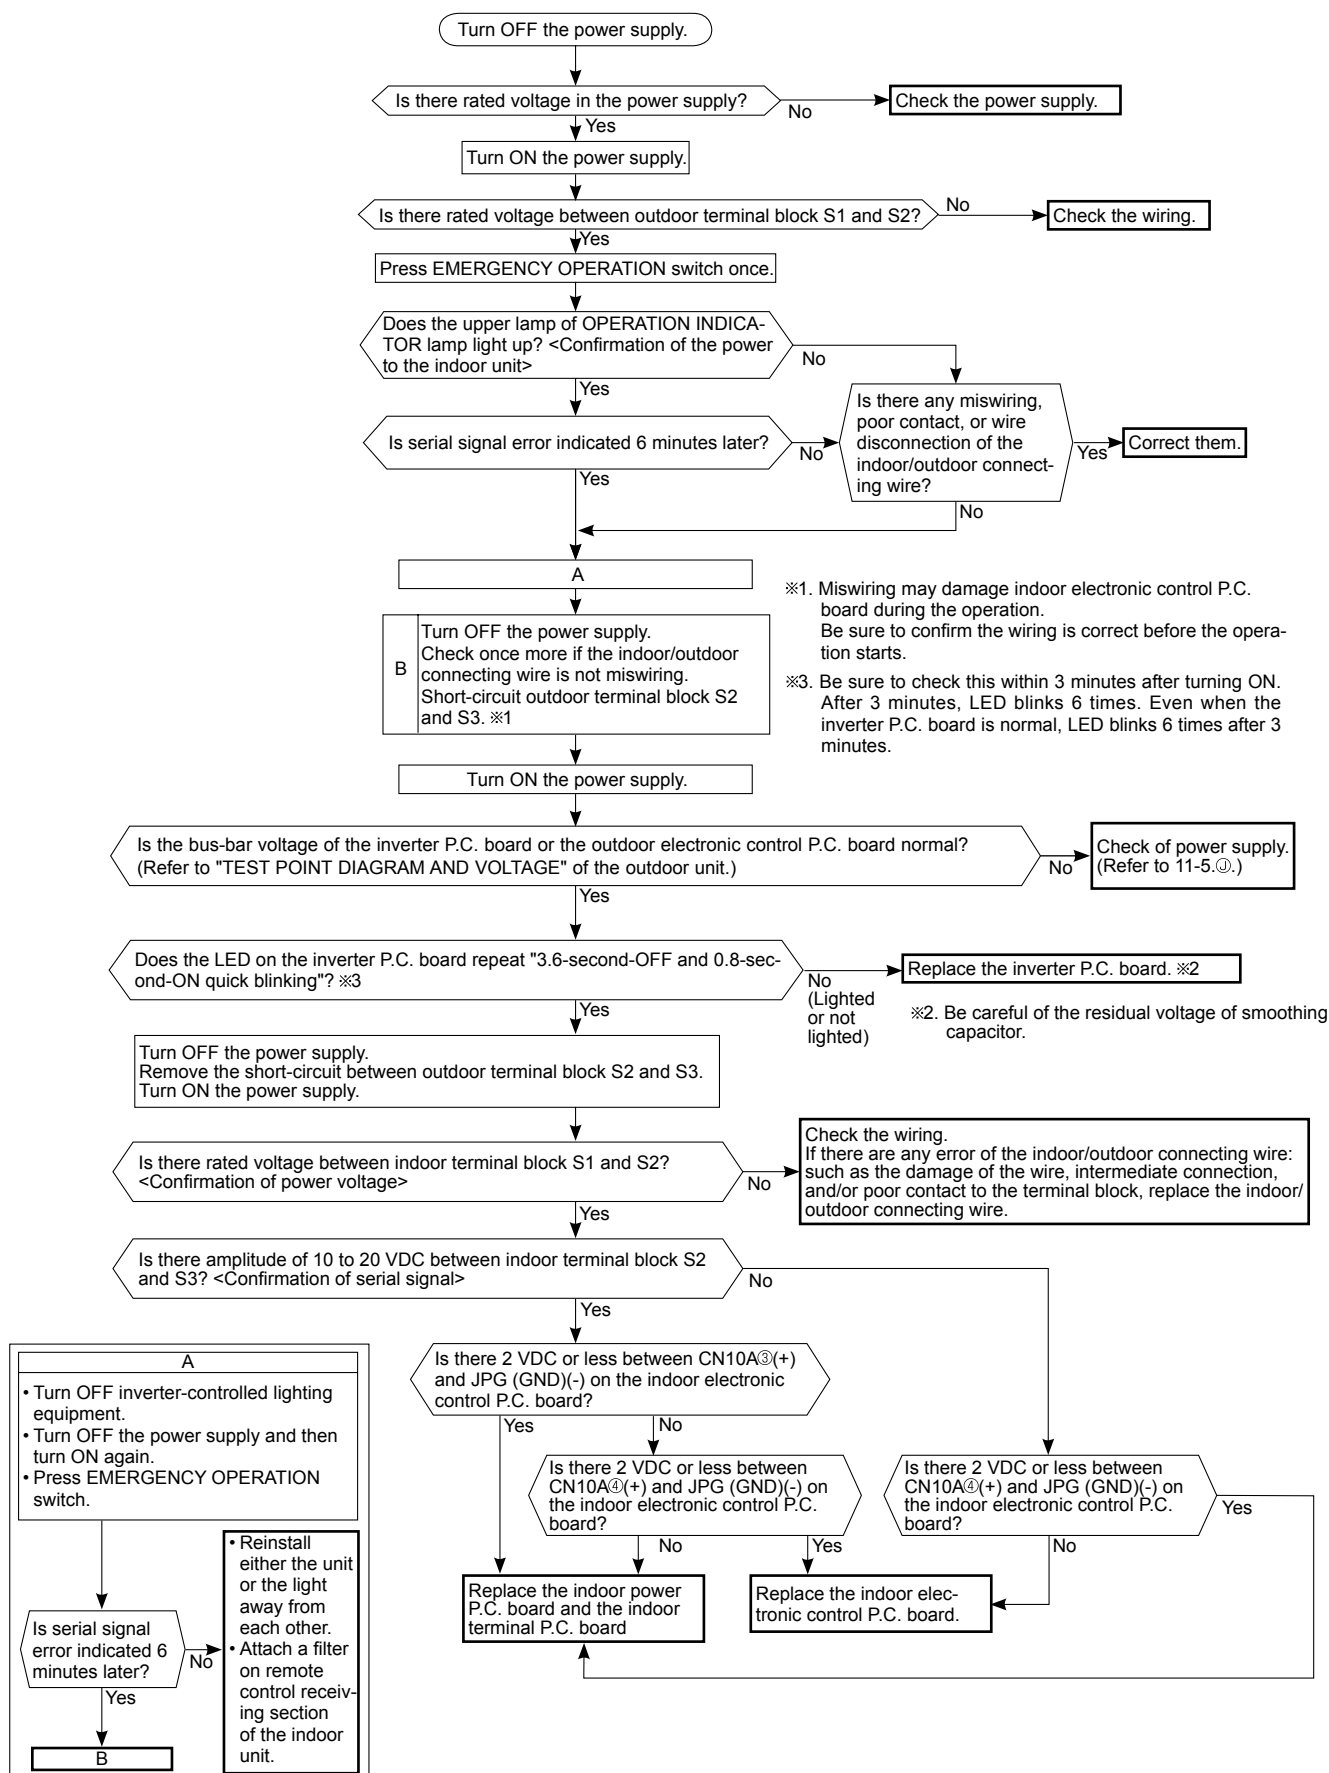 Turn OFF the power supply.
Is there rated voltage in the power supply?
No
Check the power supply.
Yes
Turn ON the power supply.
Is there rated voltage between outdoor terminal block S1 and S2?
No
Check the wiring.
Yes
Press EMERGENCY OPERATION switch once.
Does the upper lamp of OPERATION INDICA-
TOR lamp light up? <Confirmation of the power
to the indoor unit>
No
Yes
Is serial signal error indicated 6 minutes later?
No
Is there any miswiring,
poor contact, or wire
disconnection of the
indoor/outdoor connect-
ing wire?
Yes
Correct them.
Yes
No
A
B
Turn OFF the power supply.
Check once more if the indoor/outdoor
connecting wire is not miswiring.
Short-circuit outdoor terminal block S2
and S3. ※1
※1. Miswiring may damage indoor electronic control P.C.
board during the operation.
Be sure to confirm the wiring is correct before the opera-
tion starts.
※3. Be sure to check this within 3 minutes after turning ON.
After 3 minutes, LED blinks 6 times. Even when the
inverter P.C. board is normal, LED blinks 6 times after 3
minutes.
Turn ON the power supply.
Is the bus-bar voltage of the inverter P.C. board or the outdoor electronic control P.C. board normal?
(Refer to "TEST POINT DIAGRAM AND VOLTAGE" of the outdoor unit.)
No
Check of power supply.
(Refer to 11-5.Ⓙ.)
Yes
Does the LED on the inverter P.C. board repeat "3.6-second-OFF and 0.8-sec-
ond-ON quick blinking"? ※3
No
(Lighted
or not
lighted)
Replace the inverter P.C. board. ※2
※2. Be careful of the residual voltage of smoothing
capacitor.
Yes
Turn OFF the power supply.
Remove the short-circuit between outdoor terminal block S2 and S3.
Turn ON the power supply.
Is there rated voltage between indoor terminal block S1 and S2?
<Confirmation of power voltage>
No
Check the wiring.
If there are any error of the indoor/outdoor connecting wire:
such as the damage of the wire, intermediate connection,
and/or poor contact to the terminal block, replace the indoor/
outdoor connecting wire.
Yes
Is there amplitude of 10 to 20 VDC between indoor terminal block S2
and S3? <Confirmation of serial signal>
No
Yes
Is there 2 VDC or less between CN10A③(+)
and JPG (GND)(-) on the indoor electronic
control P.C. board?
Yes
No
Is there 2 VDC or less between
CN10A④(+) and JPG (GND)(-) on
the indoor electronic control P.C.
board?
No
Yes
Is there 2 VDC or less between
CN10A④(+) and JPG (GND)(-) on
the indoor electronic control P.C.
board?
Yes
No
Replace the indoor power
P.C. board and the indoor
terminal P.C. board
Replace the indoor elec-
tronic control P.C. board.
A
• Turn OFF inverter-controlled lighting
equipment.
• Turn OFF the power supply and then
turn ON again.
• Press EMERGENCY OPERATION
switch.
Is serial signal
error indicated 6
minutes later?
No
• Reinstall
either the unit
or the light
away from
each other.
• Attach a filter
on remote
control receiv-
ing section
of the indoor
unit.
Yes
B